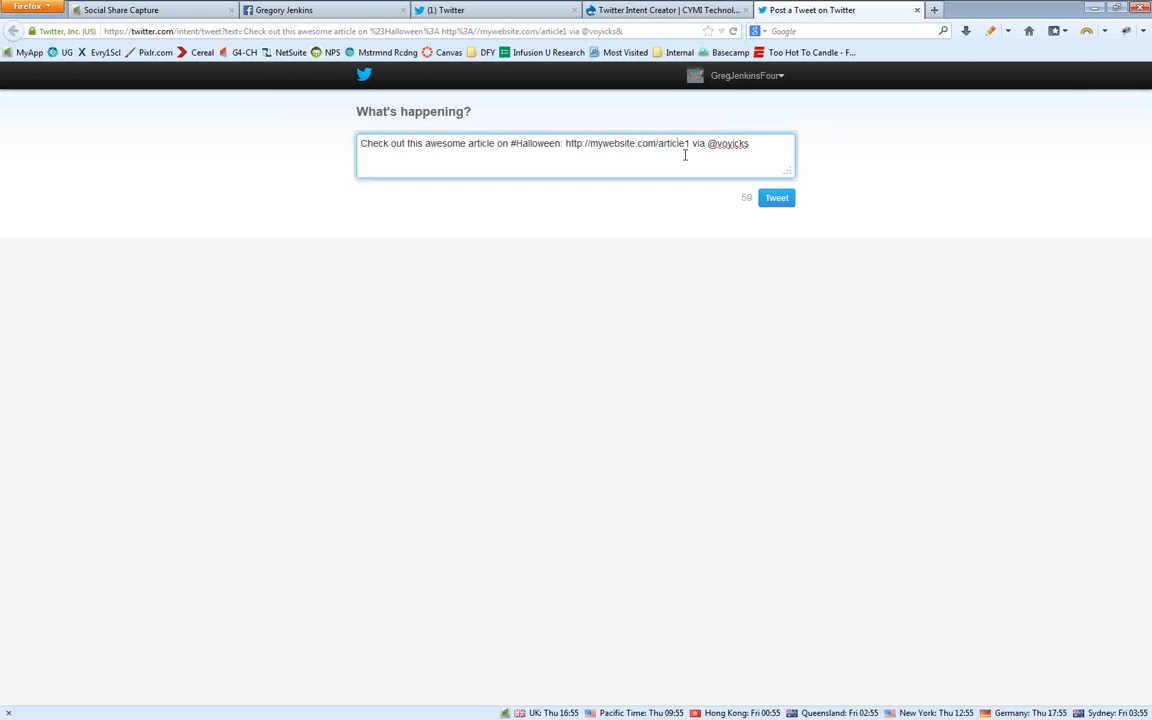 Firefox
Social Share Capture
Gregory Jenkins
(1) Twitter
Twitter Intent Creator | CYMI Technol...
Post a Tweet on Twitter
Twitter, Inc. (US)
https://twitter.com/intent/tweet?text=Check out this awesome article on %23Halloween%3A http%3A//mywebsite.com/article1 via @voyicks&
Google
MyApp UG Evry1Scl Pixlr.com Cereal G4-CH NetSuite NPS Mstrmnd Rcdng Canvas DFY Infusion U Research Most Visited Internal Basecamp Too Hot To Candle - F...
GregJenkinsFour
What's happening?
Check out this awesome article on #Halloween: http://mywebsite.com/article1 via @voyicks
59 Tweet
UK: Thu 16:55 Pacific Time: Thu 09:55 Hong Kong: Fri 00:55 Queensland: Fri 02:55 New York: Thu 12:55 Germany: Thu 17:55 Sydney: Fri 03:55